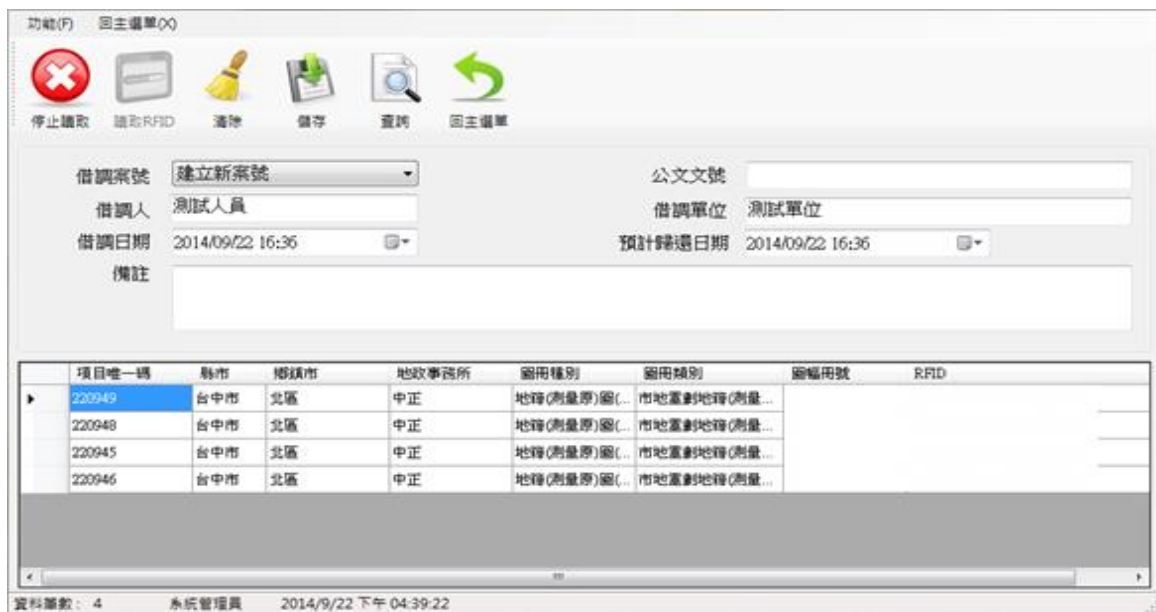 功能(F) 回主選單(X)
停止讀取 讀取RFID 清除 儲存 查詢 回主選單
借調案號 建立新案號 公文文號
借調人 測試人員 借調單位 測試單位
借調日期 2014/09/22 16:36 預計歸還日期 2014/09/22 16:36
備註
項目唯一碼 縣市 鄉鎮市 地政事務所 圖冊種別 圖冊類別 圖幅冊號 RFID
220949 台中市 北區 中正 地籍(測量原)圖(... 市地重劃地籍(測量...
220948 台中市 北區 中正 地籍(測量原)圖(... 市地重劃地籍(測量...
220945 台中市 北區 中正 地籍(測量原)圖(... 市地重劃地籍(測量...
220946 台中市 北區 中正 地籍(測量原)圖(... 市地重劃地籍(測量...
資料筆數: 4 系統管理員 2014/9/22 下午 04:39:22